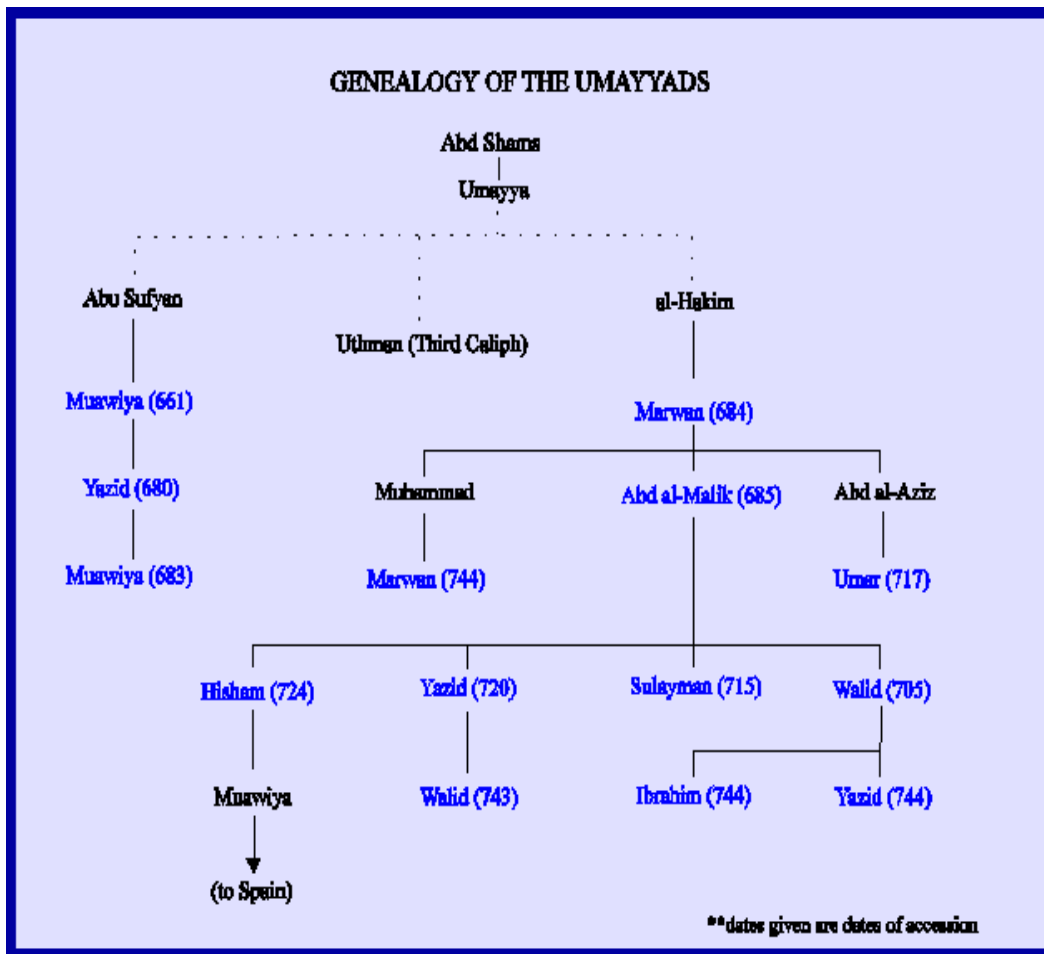 GENEALOGY OF THE UMAYYADS
Abd Shams
Umayya
Abu Sufyan
al-Hakim
Uthman (Third Caliph)
Muawiya (661)
Marwan (684)
Yazid (680)
Muhammad
Abd al-Malik (685)
Abd al-Aziz
Muawiya (683)
Marwan (744)
Umar (717)
Hisham (724)
Yazid (720)
Sulayman (715)
Walid (705)
Muawiya
Walid (743)
Ibrahim (744)
Yazid (744)
(to Spain)
**dates given are dates of accession